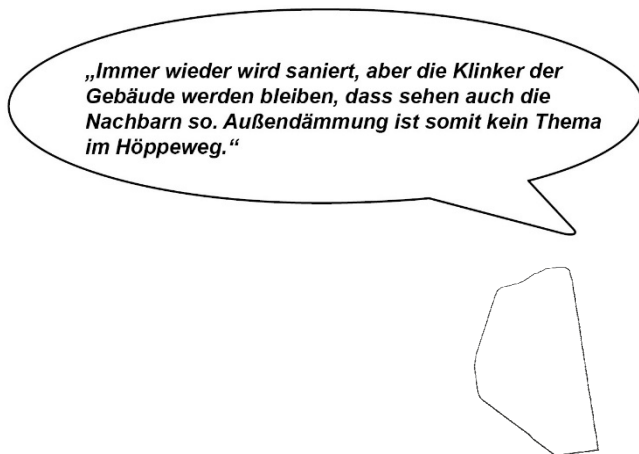 „Immer wieder wird saniert, aber die Klinker der
Gebäude werden bleiben, dass sehen auch die
Nachbarn so. Außendämmung ist somit kein Thema
im Höppeweg.“